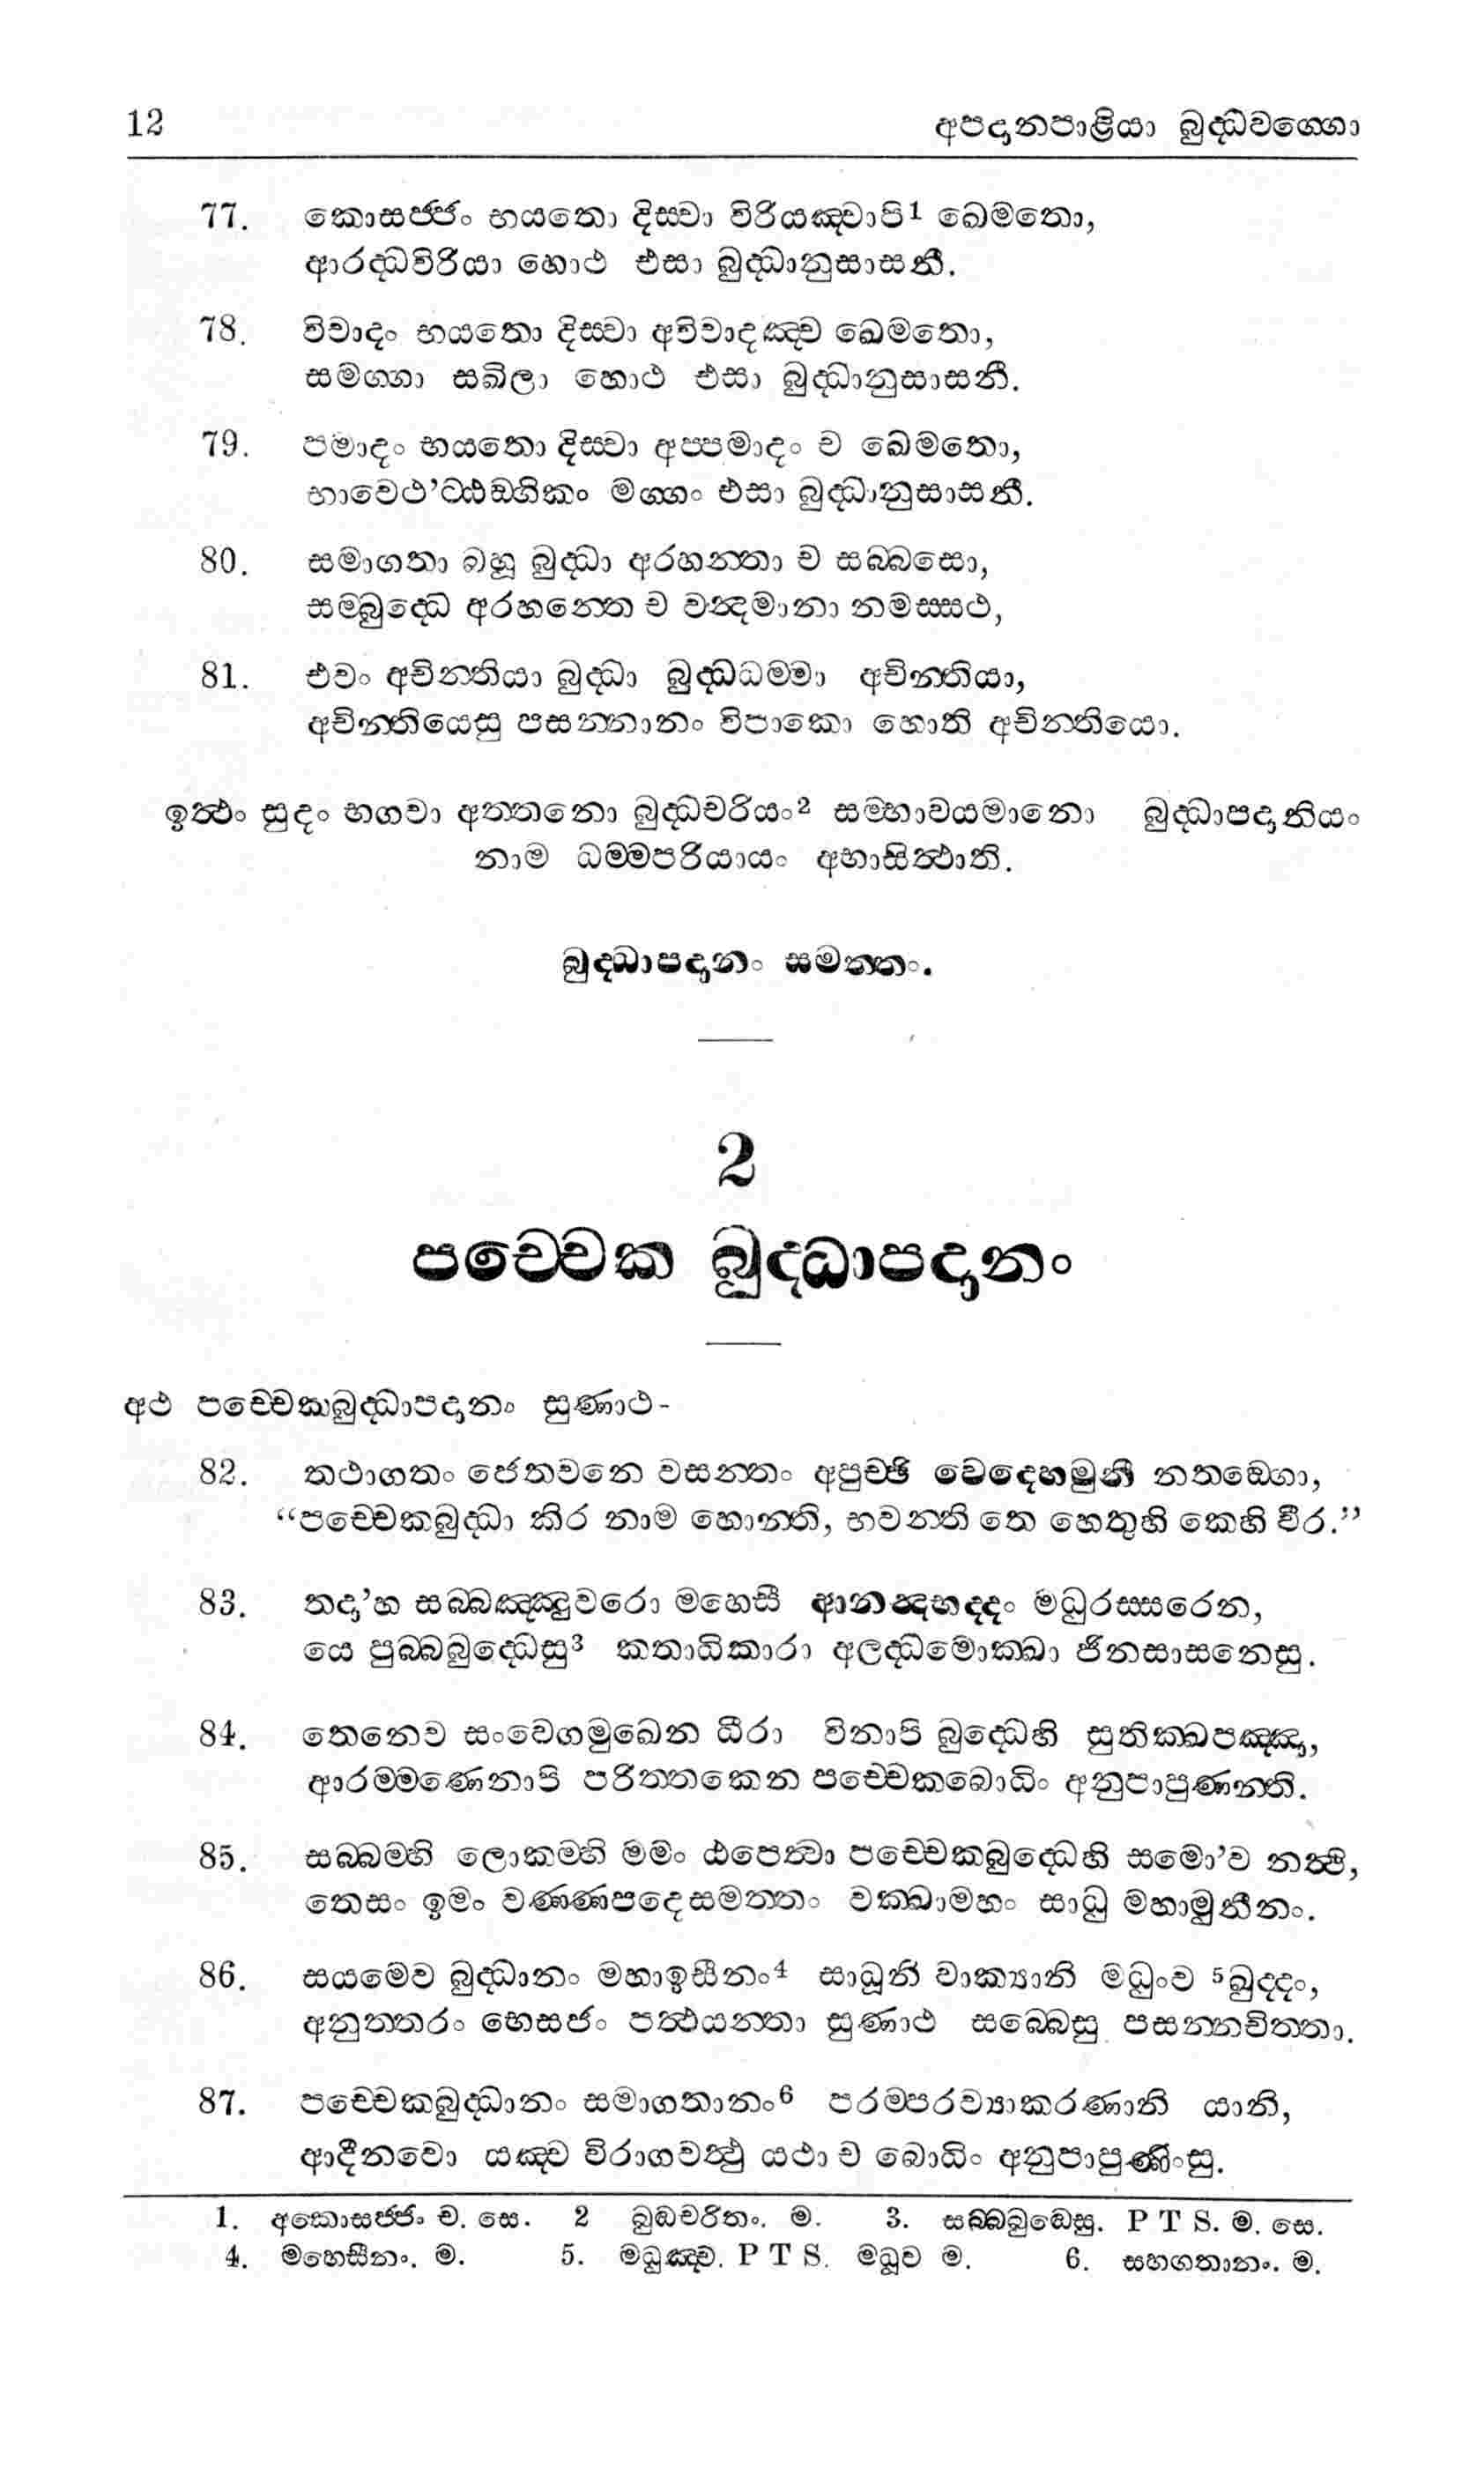 12 අපදානපාළියා බුද්ධවග්ගො
77. කොසජ්ජං භයතො දිස්වා විරියඤ්චාපි1 ඛෙමතො,
ආරද්ධවිරියා හොථ එසා බුද්ධානුසාසනී.
78. විවාදං භයතො දිස්වා අවිවාදඤ්ච ඛෙමතො,
සමග්ගා සඛිලා හොථ එසා බුද්ධානුසාසනී.
79. පමාදං භයතො දිස්වා අප්පමාදං ච ඛෙමතො,
භාවෙථ’ට්ඨඞ්ගිකං මග්ගං එසා බුද්ධානුසාසනී.
80. සමාගතා බහූ බුද්ධා අරහන්තා ච සබ්බසො,
සම්බුද්ධෙ අරහන්තෙ ච වන්දමානා නමස්සථ,
81. එවං අචින්තියා බුද්ධා බුද්ධධම්මා අචින්තියා,
අචින්තියෙසු පසන්නානං විපාකො හොති අචින්තියො.
ඉත්ථං සුදං භගවා අත්තනො බුද්ධචරියං2 සම්භාවයමානො බුද්ධාපදානියං
නාම ධම්මපරියායං අභාසිත්ථාති.
බුද්ධාපදානං සමත්තං.
2
පච්චෙක බුද්ධාපදානං
අථ පච්චෙකබුද්ධාපදානං සුණාථ-
82. තථාගතං ජෙතවනෙ වසන්තං අපුච්ඡි වෙදෙහමුනී නතඞ්ගො,
“පච්චෙකබුද්ධා කිර නාම හොන්ති, භවන්ති තෙ හෙතුහි කෙහි වීර.”
83. තදා’හ සබ්බඤ්ඤුවරො මහෙසී ආනන්දභද්දං මධුරස්සරෙන,
යෙ පුබ්බබුද්ධෙසු3 කතාධිකාරා අලද්ධමොක්ඛා ජිනසාසනෙසු.
84. තෙනෙව සංවෙගමුඛෙන ධීරා විනාපි බුද්ධෙහි සුතික්ඛපඤ්ඤා,
ආරම්මණෙනාපි පරිත්තකෙන පච්චෙකබොධිං අනුපාපුණන්ති.
85. සබ්බම්හි ලොකම්හි මමං ඨපෙත්වා පච්චෙකබුද්ධෙහි සමො’ව නත්ථි,
තෙසං ඉමං වණ්ණපදෙසමත්තං වක්ඛාමහං සාධු මහාමුනීනං.
86. සයමෙව බුද්ධානං මහාඉසීනං4 සාධූනි වාක්‍යානි මධුංව 5ඛුද්දං,
අනුත්තරං භෙසජං පත්ථයන්තා සුණාථ සබ්බෙසු පසන්නචිත්තා.
87. පච්චෙකබුද්ධානං සමාගතානං6 පරම්පරව්‍යාකරණානි යානි,
ආදීනවො යඤ්ච විරාගවත්ථු යථා ච බොධිං අනුපාපුණිංසු.
1. අකොසජ්ජං ච. සෙ. 2 බුද්ධචරිතං. ම. 3. සබ්බබුද්ධෙසු. P T S. ම. සෙ.
4. මහෙසීනං. ම. 5. මධුඤ්ච. P T S. මධූව ම. 6. සහගතානං. ම.